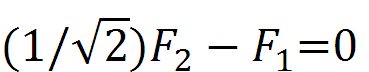 (1/√2)F₂ − F₁=0